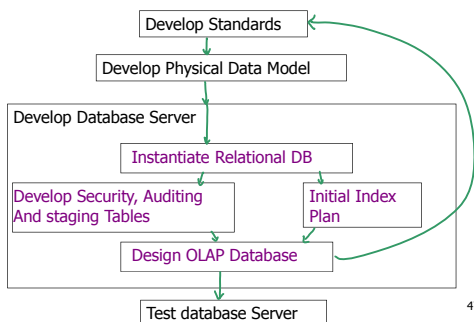 Develop Standards
Develop Physical Data Model
Develop Database Server
Instantiate Relational DB
Develop Security, Auditing
And staging Tables
Initial Index
Plan
Design OLAP Database
4
Test database Server